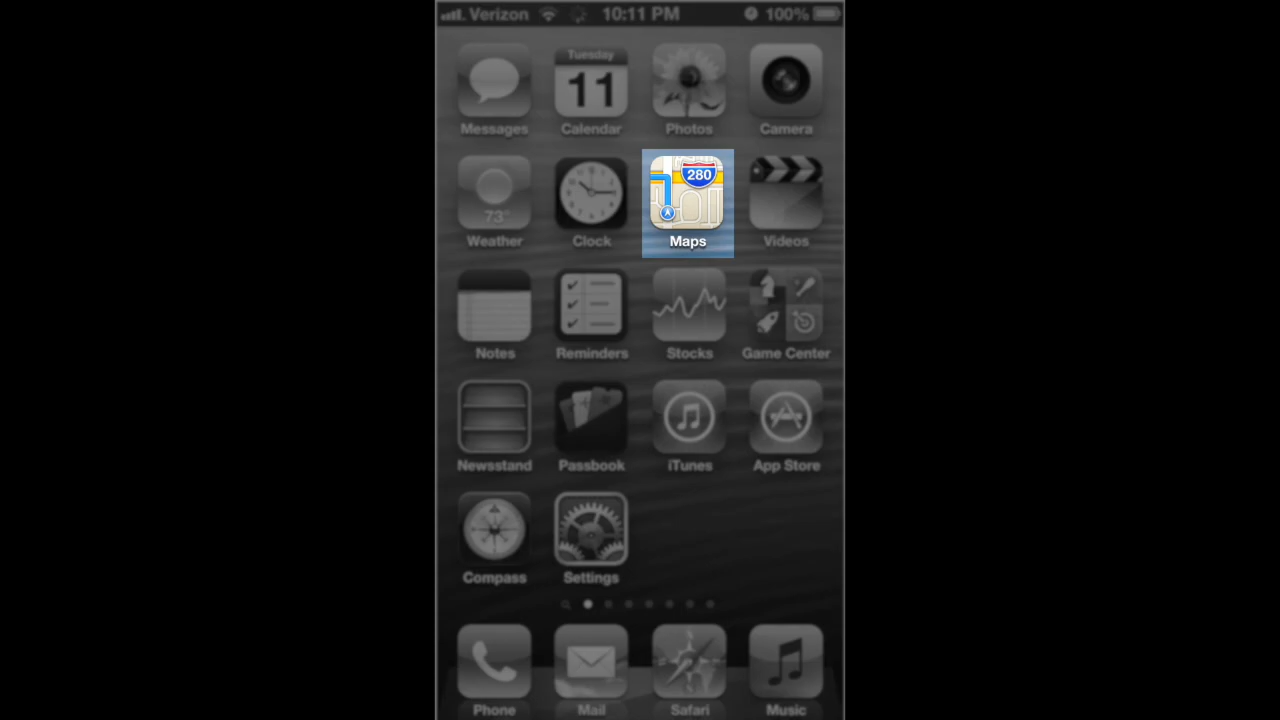 Verizon 10:11 PM 100%
Tuesday
11
280
73°
Messages Calendar Photos Camera
Weather Clock Maps Videos
Notes Reminders Stocks Game Center
Newsstand Passbook iTunes App Store
Compass Settings
Phone Mail Safari Music